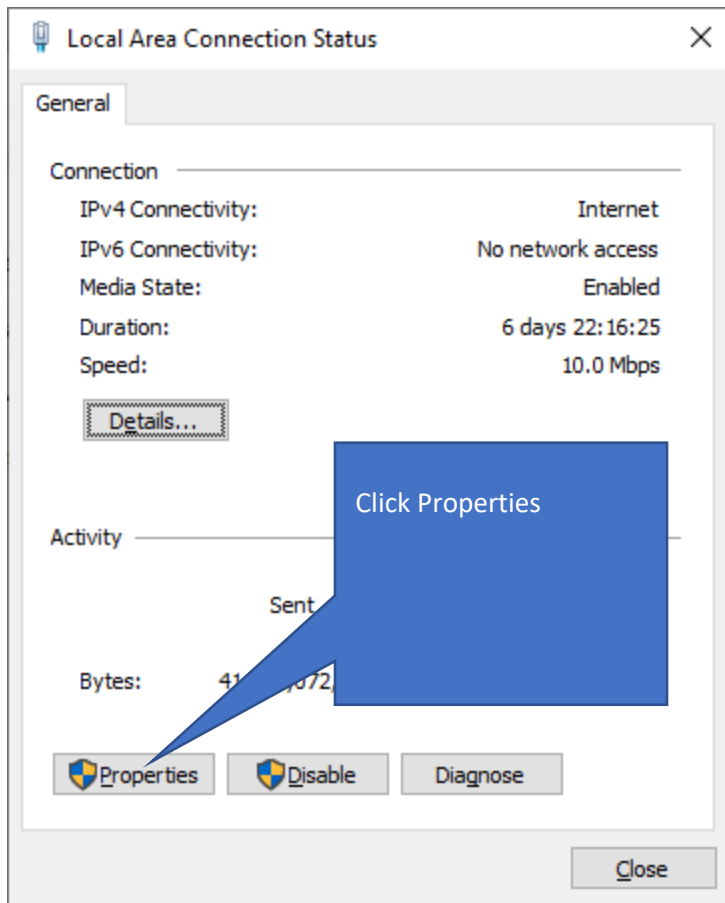 Local Area Connection Status
General
Connection
IPv4 Connectivity: Internet
IPv6 Connectivity: No network access
Media State: Enabled
Duration: 6 days 22:16:25
Speed: 10.0 Mbps
Details...
Click Properties
Activity
Sent
Bytes:
Properties Disable Diagnose
Close